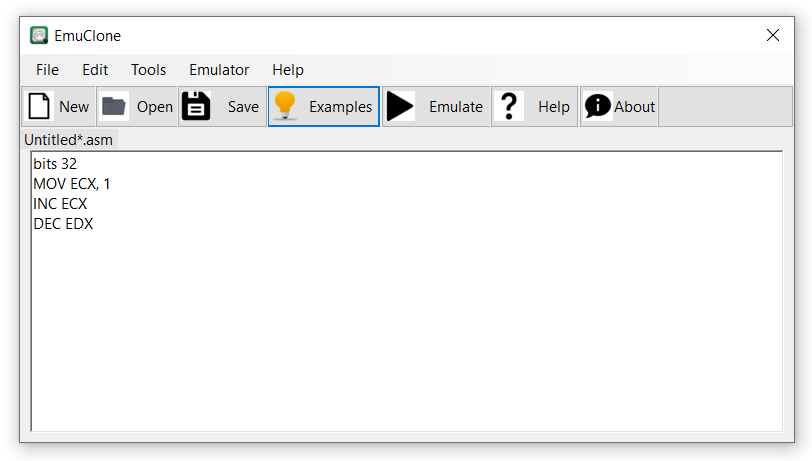 EmuClone
File Edit Tools Emulator Help
New Open Save Examples Emulate Help About
Untitled*.asm
bits 32
MOV ECX, 1
INC ECX
DEC EDX